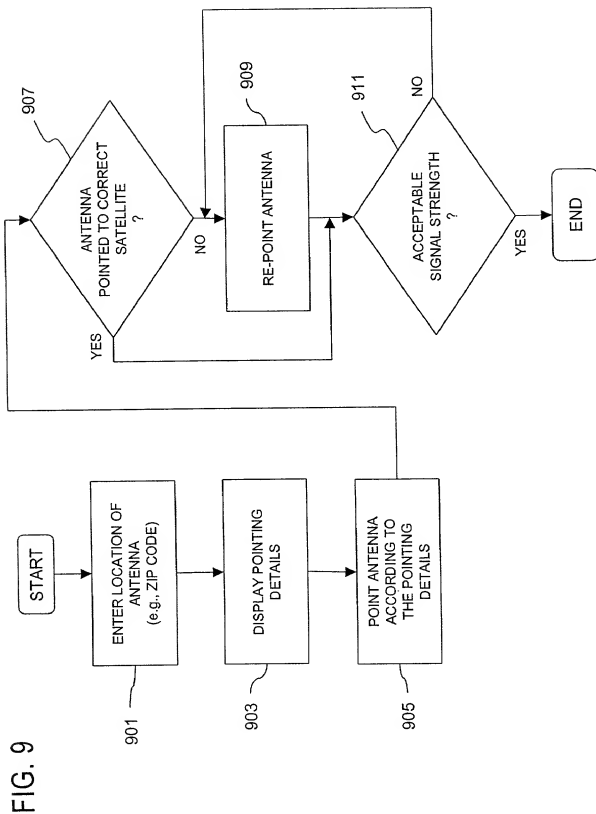 FIG. 9
START
ENTER LOCATION OF
ANTENNA
(e.g., ZIP CODE)
901
DISPLAY POINTING
DETAILS
903
POINT ANTENNA
ACCORDING TO
THE POINTING
DETAILS
905
907
ANTENNA
POINTED TO CORRECT
SATELLITE
?
YES
NO
909
RE-POINT ANTENNA
911
ACCEPTABLE
SIGNAL STRENGTH
?
NO
YES
END